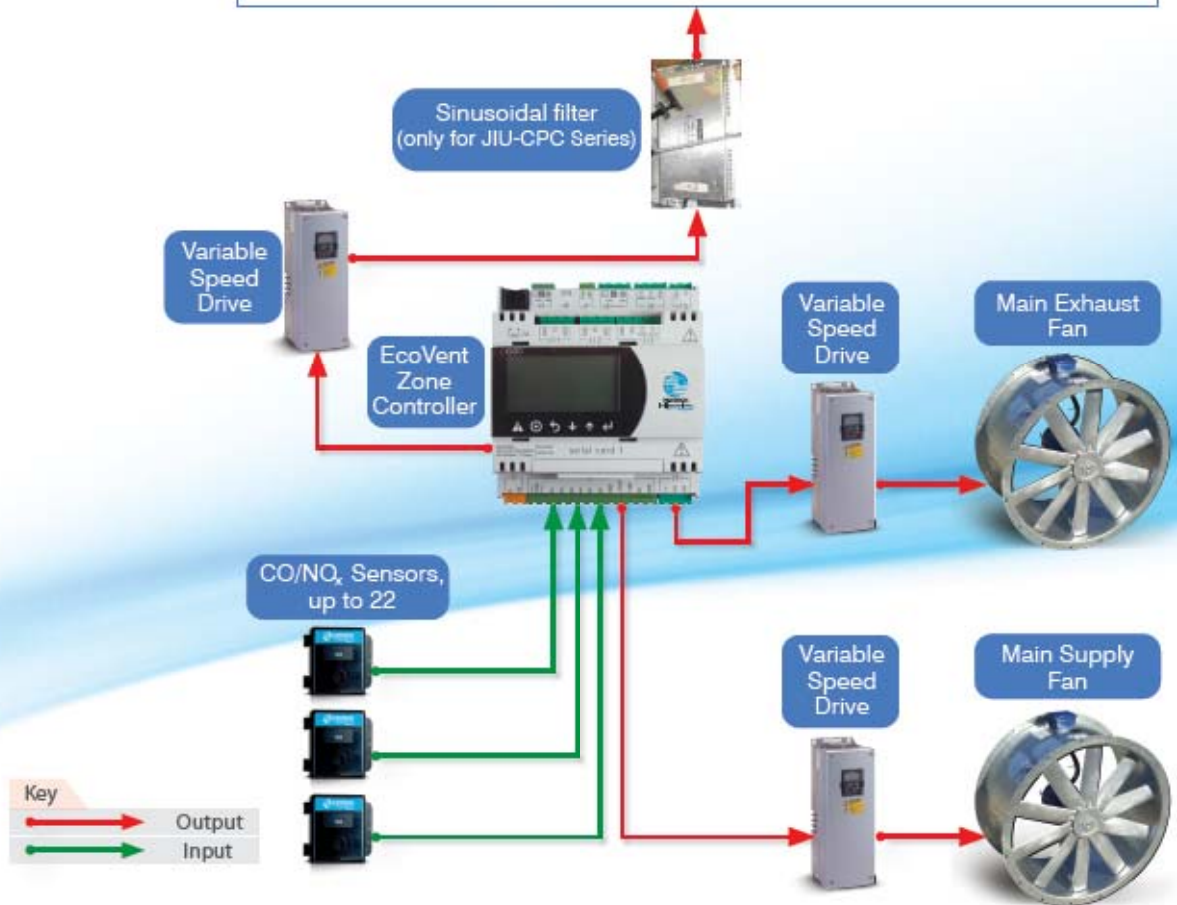 Sinusoidal filter
(only for JIU-CPC Series)
Variable
Speed
Drive
EcoVent
Zone
Controller
Variable
Speed
Drive
Main Exhaust
Fan
serial card 1
CO/NOₓ Sensors,
up to 22
Variable
Speed
Drive
Main Supply
Fan
Key
Output
Input